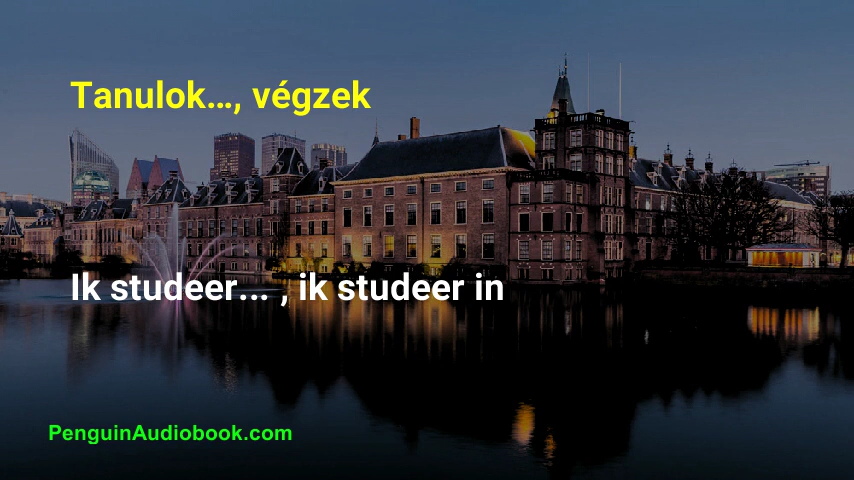 Tanulok…, végzek
Ik studeer... , ik studeer in
PenguinAudiobook.com